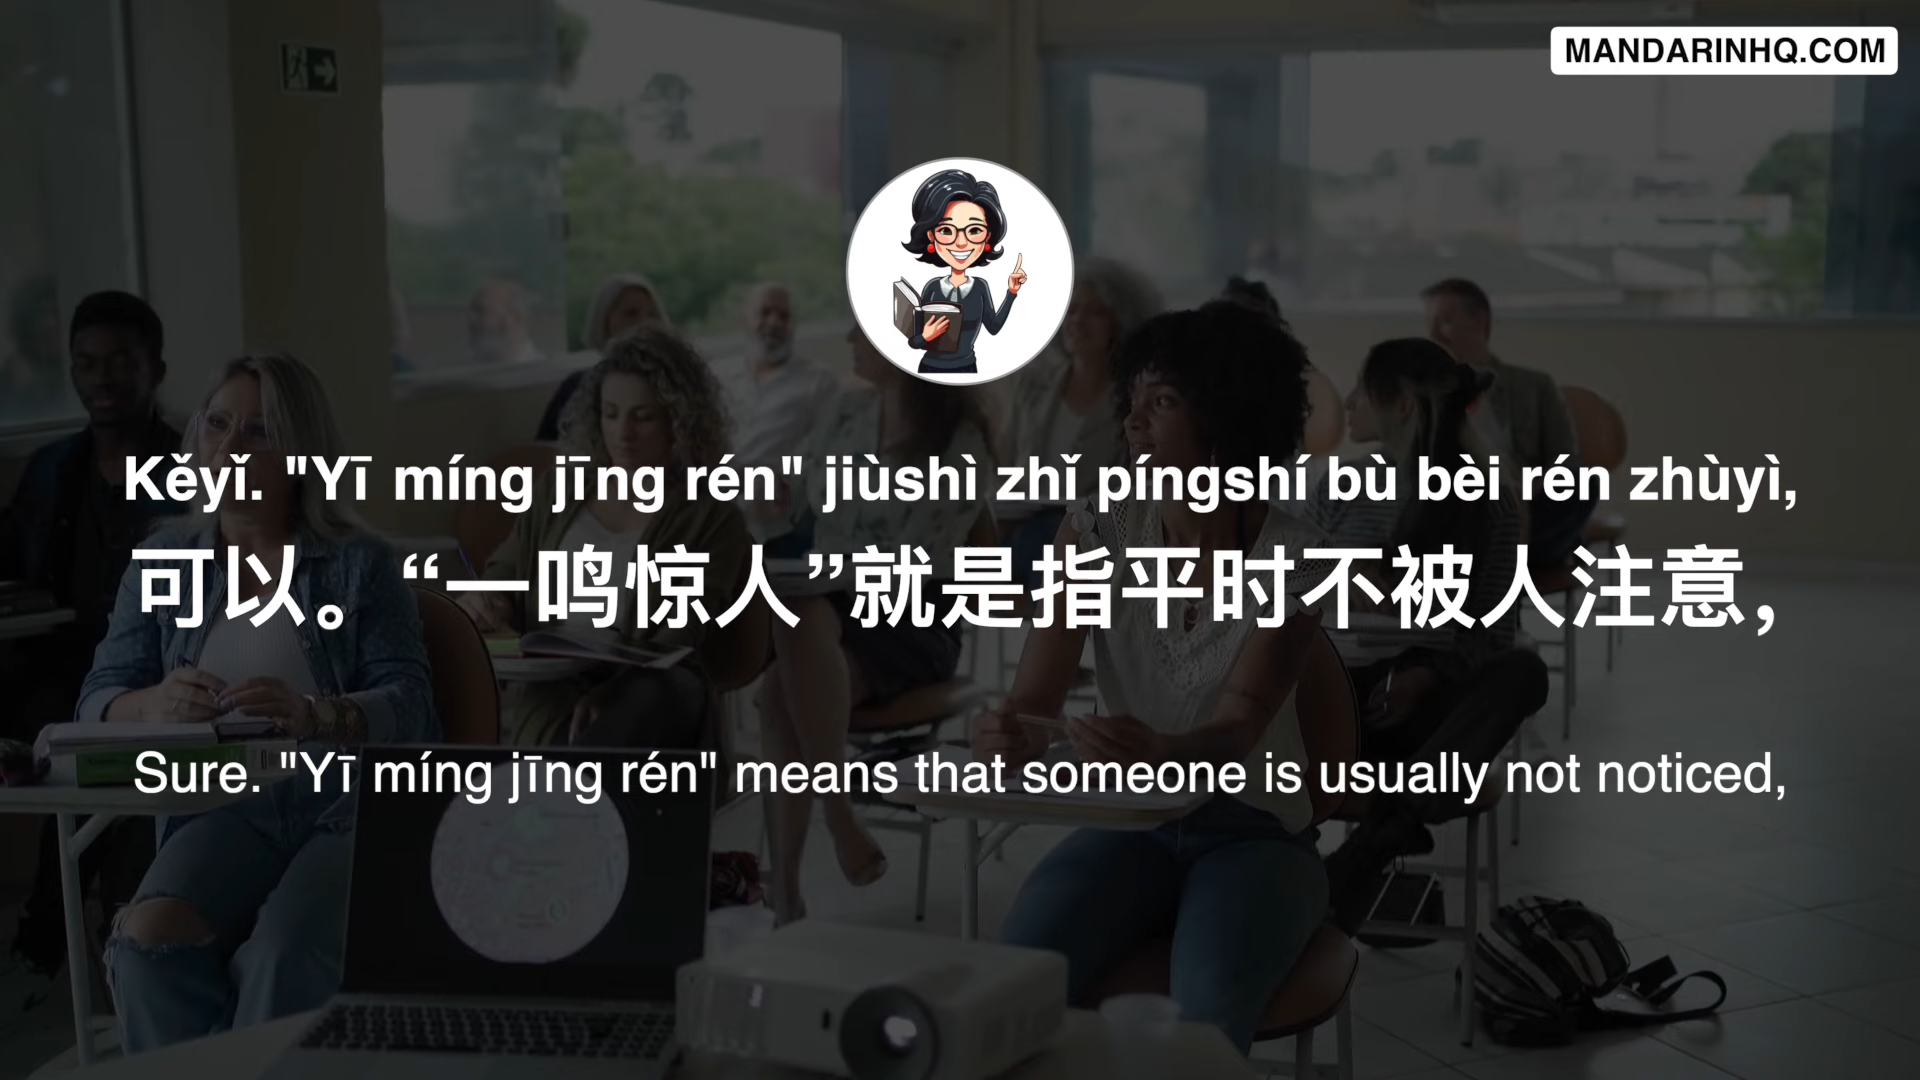 MANDARINHQ.COM
Kěyǐ. "Yī míng jīng rén" jiùshì zhǐ píngshí bù bèi rén zhùyì,
可以。“一鸣惊人”就是指平时不被人注意，
Sure. "Yī míng jīng rén" means that someone is usually not noticed,